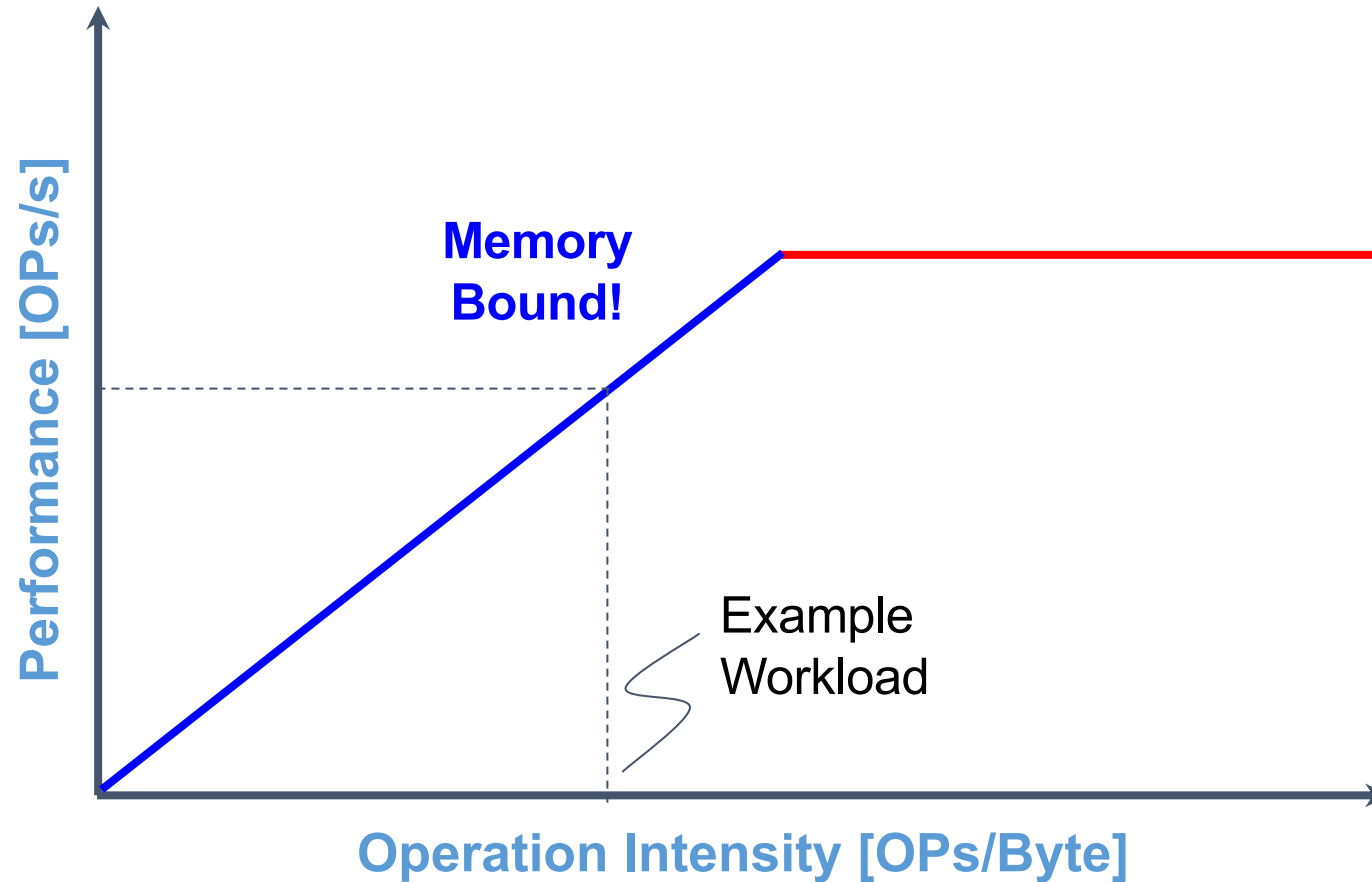 Performance [OPs/s]
Memory
Bound!
Example
Workload
Operation Intensity [OPs/Byte]